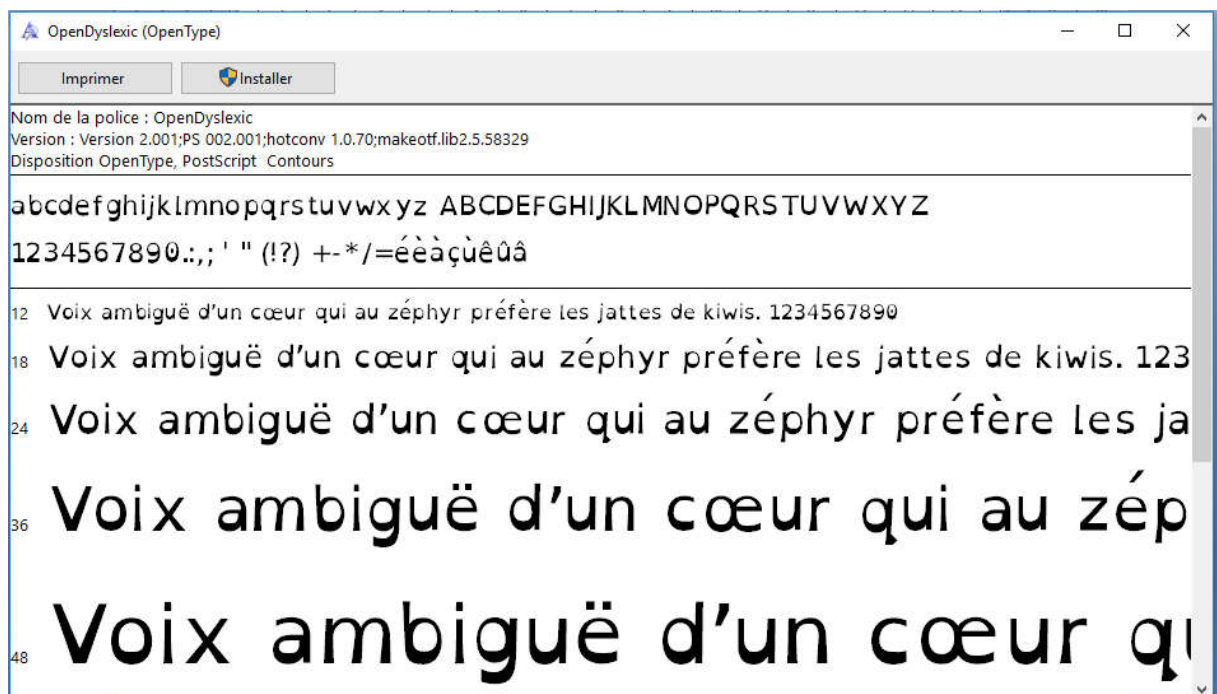 OpenDyslexic (OpenType)
Imprimer Installer
Nom de la police : OpenDyslexic
Version : Version 2.001;PS 002.001;hotconv 1.0.70;makeotf.lib2.5.58329
Disposition OpenType, PostScript Contours
abcdefghijklmnopqrstuvwxyz ABCDEFGHIJKLMNOPQRSTUVWXYZ
1234567890.:,; ' " (!?) +-*/=éèàçùêûâ
12 Voix ambiguë d’un cœur qui au zéphyr préfère les jattes de kiwis. 1234567890
18 Voix ambiguë d’un cœur qui au zéphyr préfère les jattes de kiwis. 123
24 Voix ambiguë d’un cœur qui au zéphyr préfère les ja
36 Voix ambiguë d’un cœur qui au zép
48 Voix ambiguë d’un cœur qu